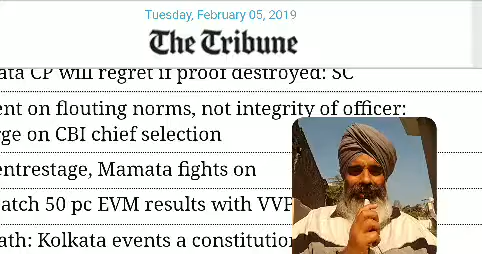 Tuesday, February 05, 2019
The Tribune
ata CP will regret if proof destroyed: SC
ent on flouting norms, not integrity of officer:
ge on CBI chief selection
entrestage, Mamata fights on
atch 50 pc EVM results with VVP
ath: Kolkata events a constitution